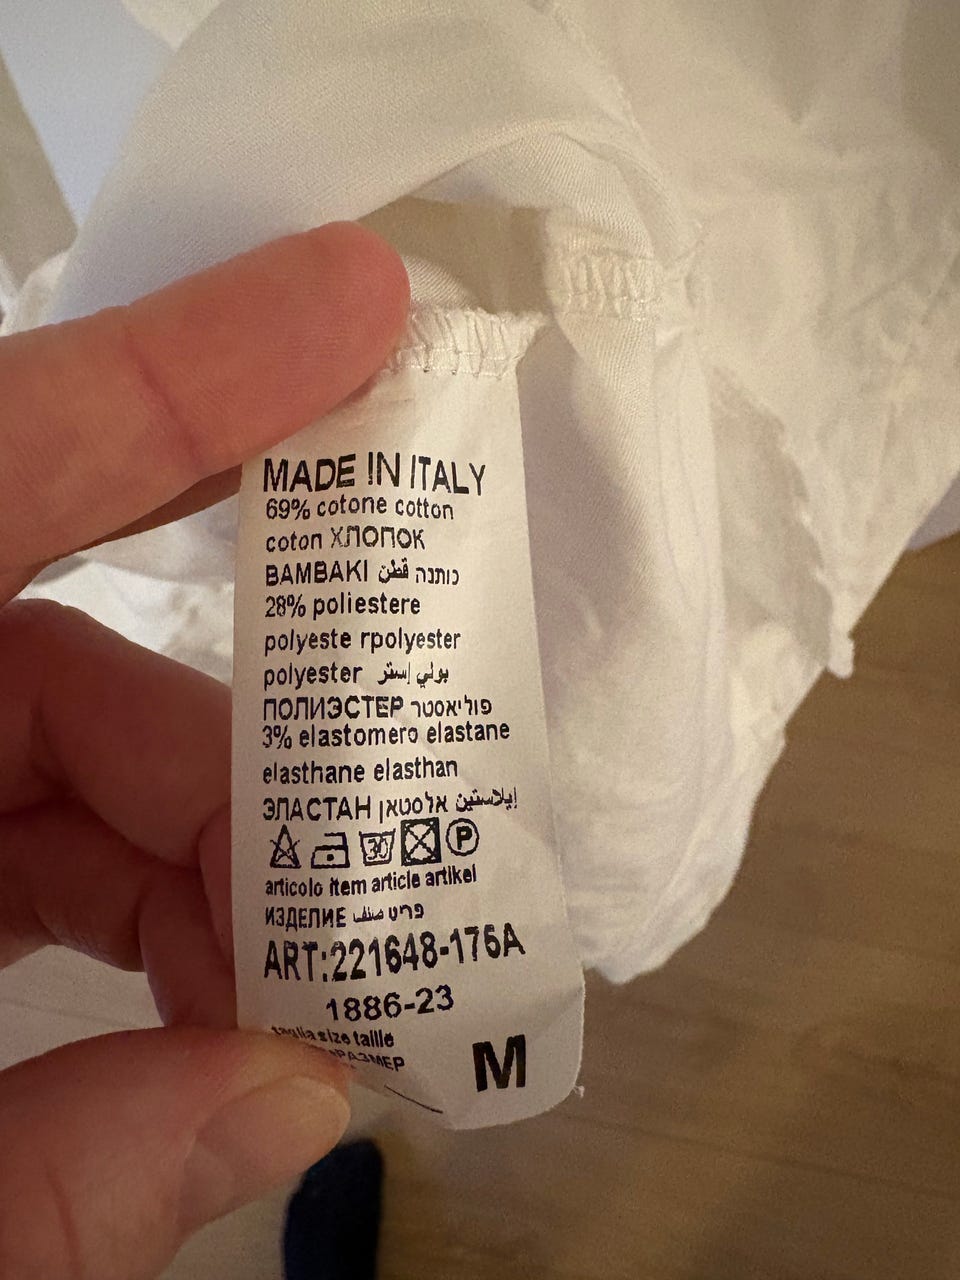 MADE IN ITALY
69% cotone cotton
coton ХЛОПОК
BAMBAKI قطن כותנה
28% poliestere
polyeste rpolyester
polyester بولي إستر
ПОЛИЭСТЕР פוליאסטר
3% elastomero elastane
elasthane elasthan
ЭЛАСТАН אלסטאן إيلاستين
30 P
articolo item article artikel
ИЗДЕЛИЕ صنف פריט
ART:221648-176A
1886-23
taglia size taille
РАЗМЕР
M